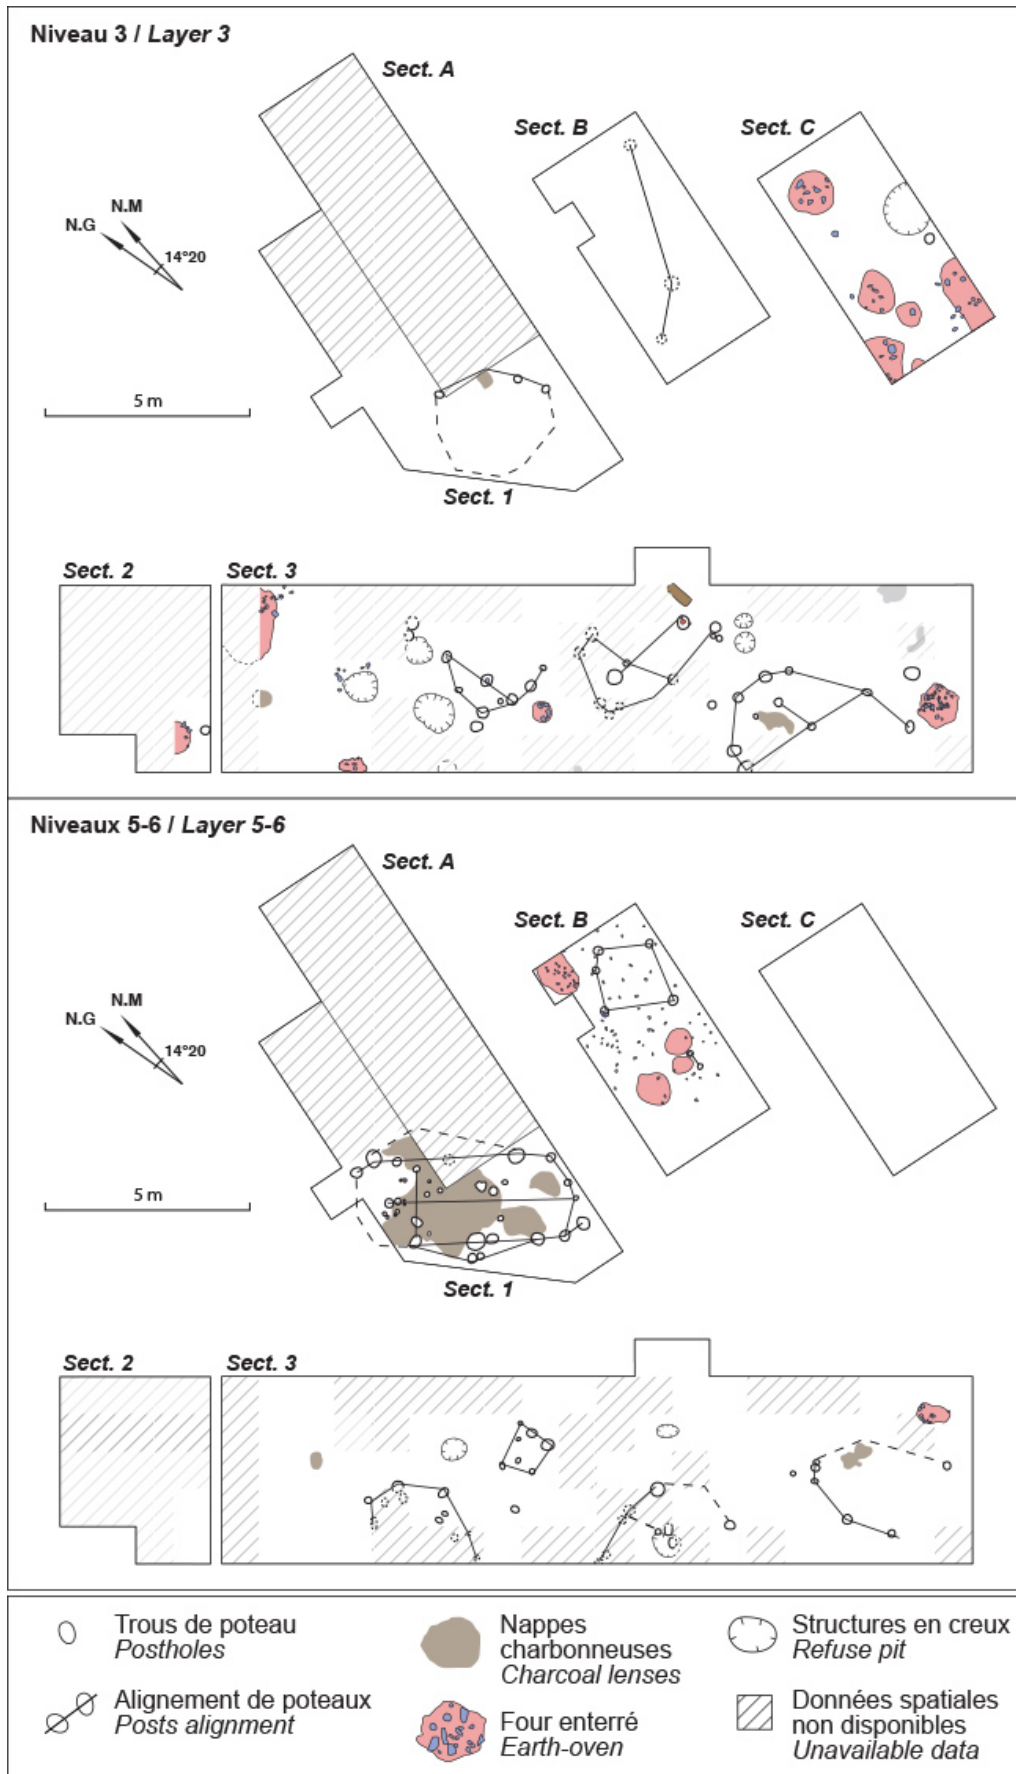 Niveau 3 / Layer 3
Sect. A
Sect. B
Sect. C
N.M
N.G
14°20
5 m
Sect. 1
Sect. 2
Sect. 3
Niveaux 5-6 / Layer 5-6
Sect. A
Sect. B
Sect. C
N.M
N.G
14°20
5 m
Sect. 1
Sect. 2
Sect. 3
Trous de poteau
Postholes
Nappes
charbonneuses
Charcoal lenses
Structures en creux
Refuse pit
Alignement de poteaux
Posts alignment
Four enterré
Earth-oven
Données spatiales
non disponibles
Unavailable data